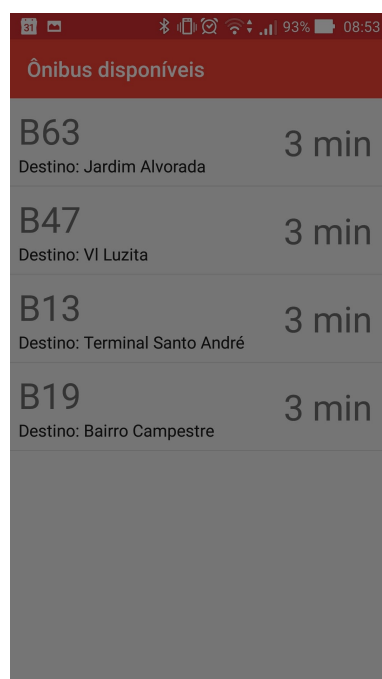 31 93% 08:53
Ônibus disponíveis
B63
3 min
Destino: Jardim Alvorada
B47
3 min
Destino: Vl Luzita
B13
3 min
Destino: Terminal Santo André
B19
3 min
Destino: Bairro Campestre